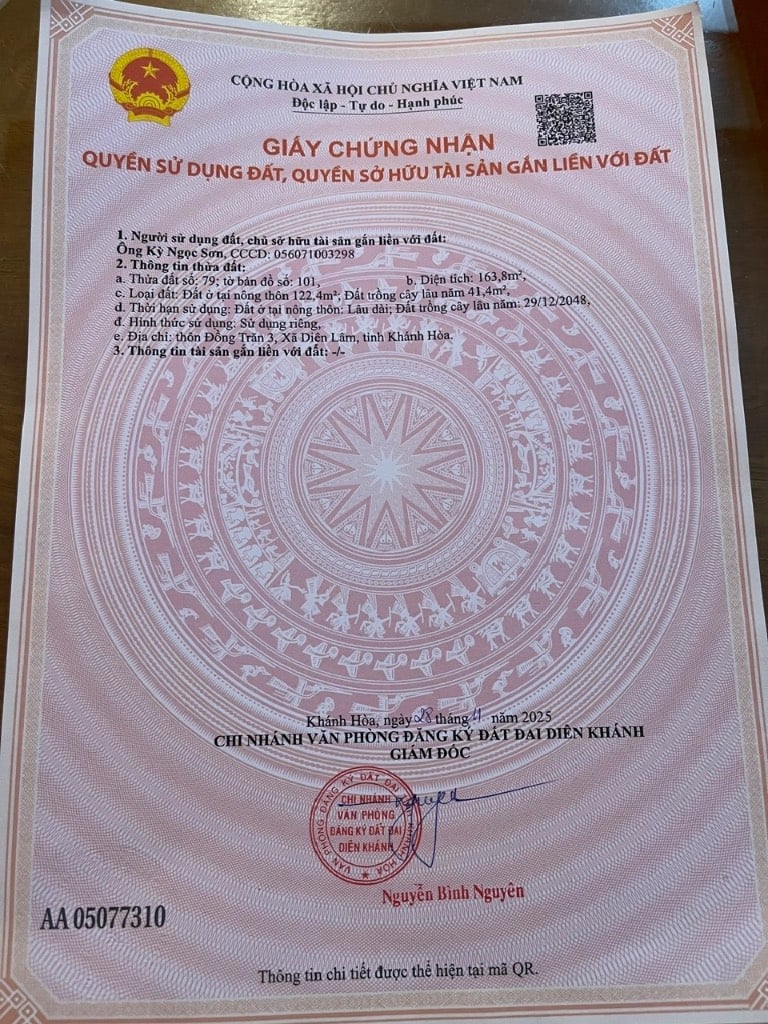 CỘNG HÒA XÃ HỘI CHỦ NGHĨA VIỆT NAM
Độc lập - Tự do - Hạnh phúc
GIẤY CHỨNG NHẬN
QUYỀN SỬ DỤNG ĐẤT, QUYỀN SỞ HỮU TÀI SẢN GẮN LIỀN VỚI ĐẤT
1. Người sử dụng đất, chủ sở hữu tài sản gắn liền với đất:
Ông Kỳ Ngọc Sơn, CCCD: 056071003298
2. Thông tin thửa đất:
a. Thửa đất số: 79; tờ bản đồ số: 101, b. Diện tích: 163,8m²,
c. Loại đất: Đất ở tại nông thôn 122,4m²; Đất trồng cây lâu năm 41,4m²,
d. Thời hạn sử dụng: Đất ở tại nông thôn: Lâu dài; Đất trồng cây lâu năm: 29/12/2048,
đ. Hình thức sử dụng: Sử dụng riêng,
e. Địa chỉ: thôn Đồng Trăn 3, Xã Diên Lâm, tỉnh Khánh Hòa.
3. Thông tin tài sản gắn liền với đất: -/-
Khánh Hòa, ngày 28 tháng 11 năm 2025
CHI NHÁNH VĂN PHÒNG ĐĂNG KÝ ĐẤT ĐAI DIÊN KHÁNH
GIÁM ĐỐC
VĂN PHÒNG ĐĂNG KÝ ĐẤT ĐAI KHÁNH HÒA
CHI NHÁNH
VĂN PHÒNG
ĐĂNG KÝ ĐẤT ĐAI
DIÊN KHÁNH
Nguyễn Bình Nguyên
AA 05077310
Thông tin chi tiết được thể hiện tại mã QR.